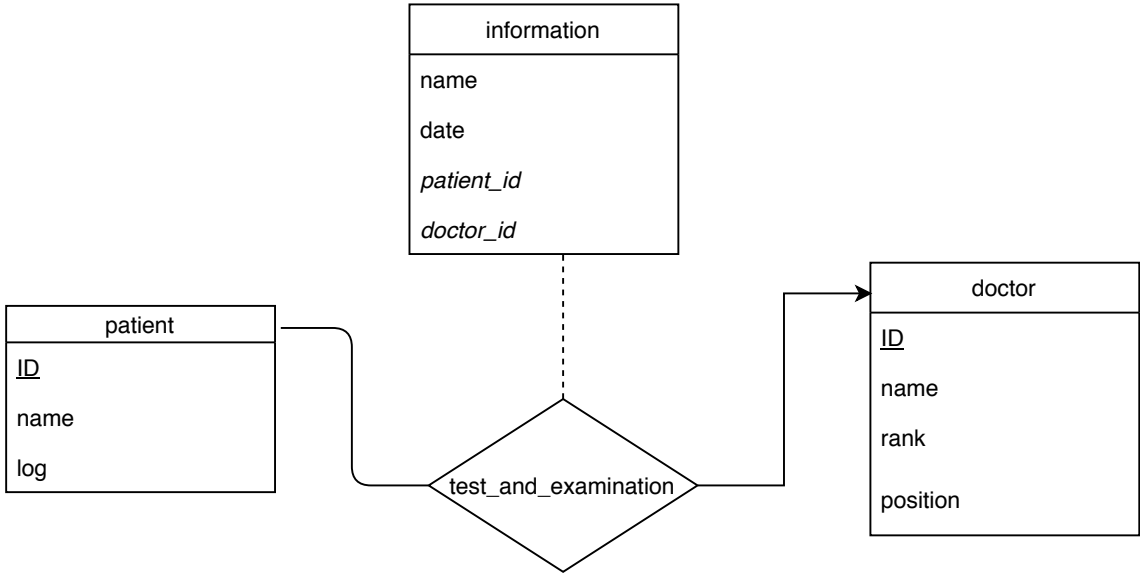 information
name
date
patient_id
doctor_id
patient
ID
name
log
test_and_examination
doctor
ID
name
rank
position